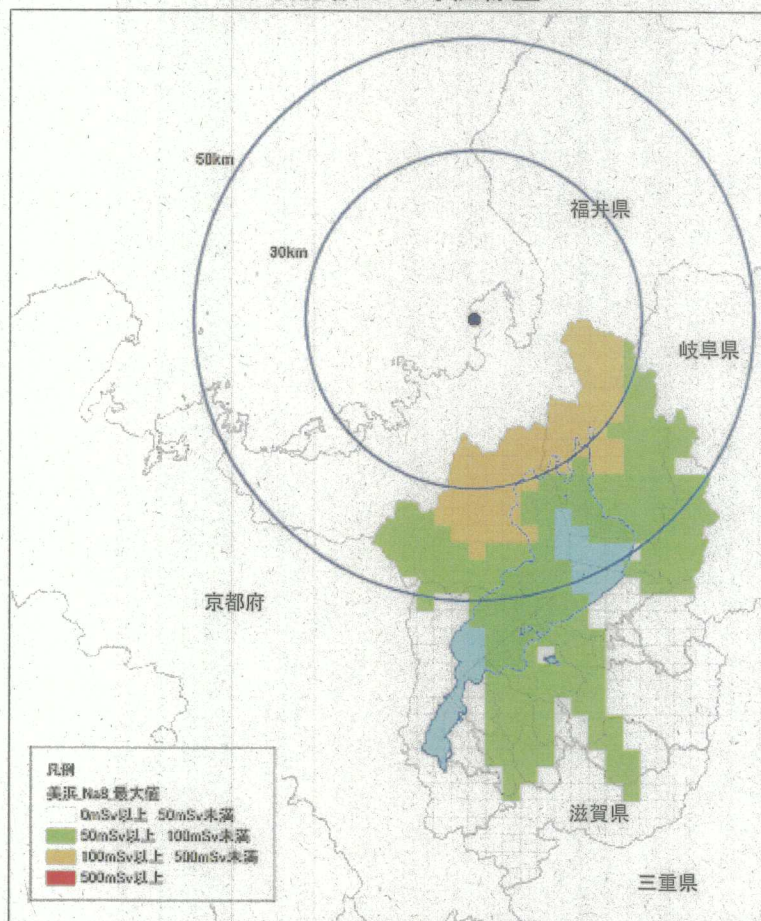 50km
福井県
30km
岐阜県
京都府
凡例
美浜_No8_最大値
0mSv以上 50mSv未満
50mSv以上 100mSv未満
100mSv以上 500mSv未満
500mSv以上
滋賀県
三重県